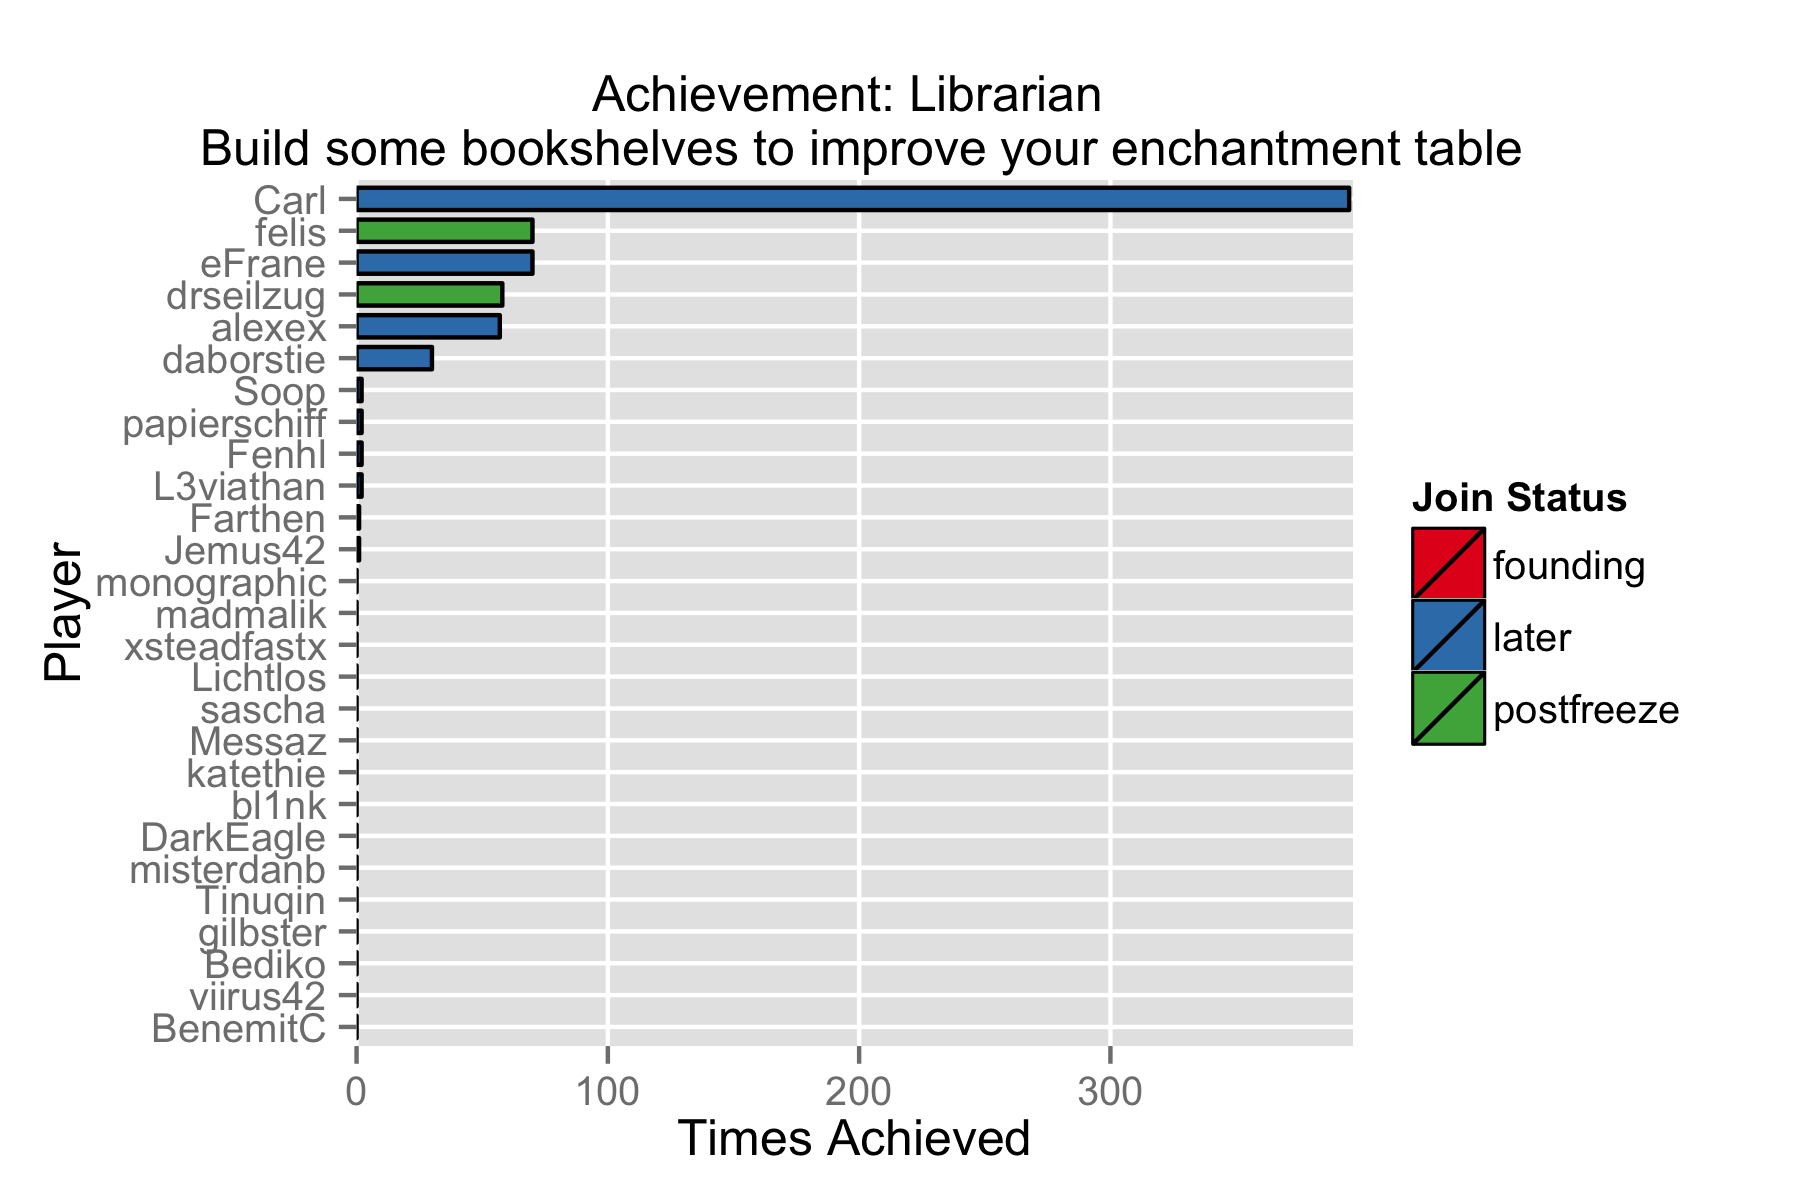 Achievement: Librarian
Build some bookshelves to improve your enchantment table
Carl
felis
eFrane
drseilzug
alexex
daborstie
Soop
papierschiff
Fenhl
L3viathan
Farthen
Jemus42
monographic
madmalik
xsteadfastx
Lichtlos
sascha
Messaz
katethie
bl1nk
DarkEagle
misterdanb
Tinuqin
gilbster
Bediko
viirus42
BenemitC
Player
0 100 200 300
Times Achieved
Join Status
founding
later
postfreeze